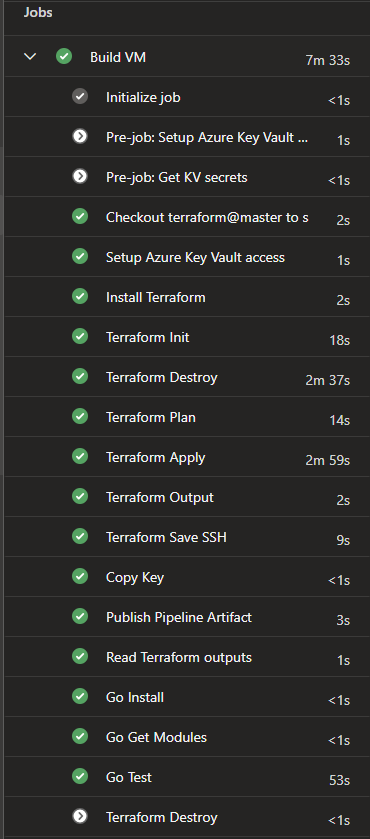 Jobs
Build VM 7m 33s
Initialize job <1s
Pre-job: Setup Azure Key Vault ... 1s
Pre-job: Get KV secrets <1s
Checkout terraform@master to s 2s
Setup Azure Key Vault access 1s
Install Terraform 2s
Terraform Init 18s
Terraform Destroy 2m 37s
Terraform Plan 14s
Terraform Apply 2m 59s
Terraform Output 2s
Terraform Save SSH 9s
Copy Key <1s
Publish Pipeline Artifact 3s
Read Terraform outputs 1s
Go Install <1s
Go Get Modules <1s
Go Test 53s
Terraform Destroy <1s